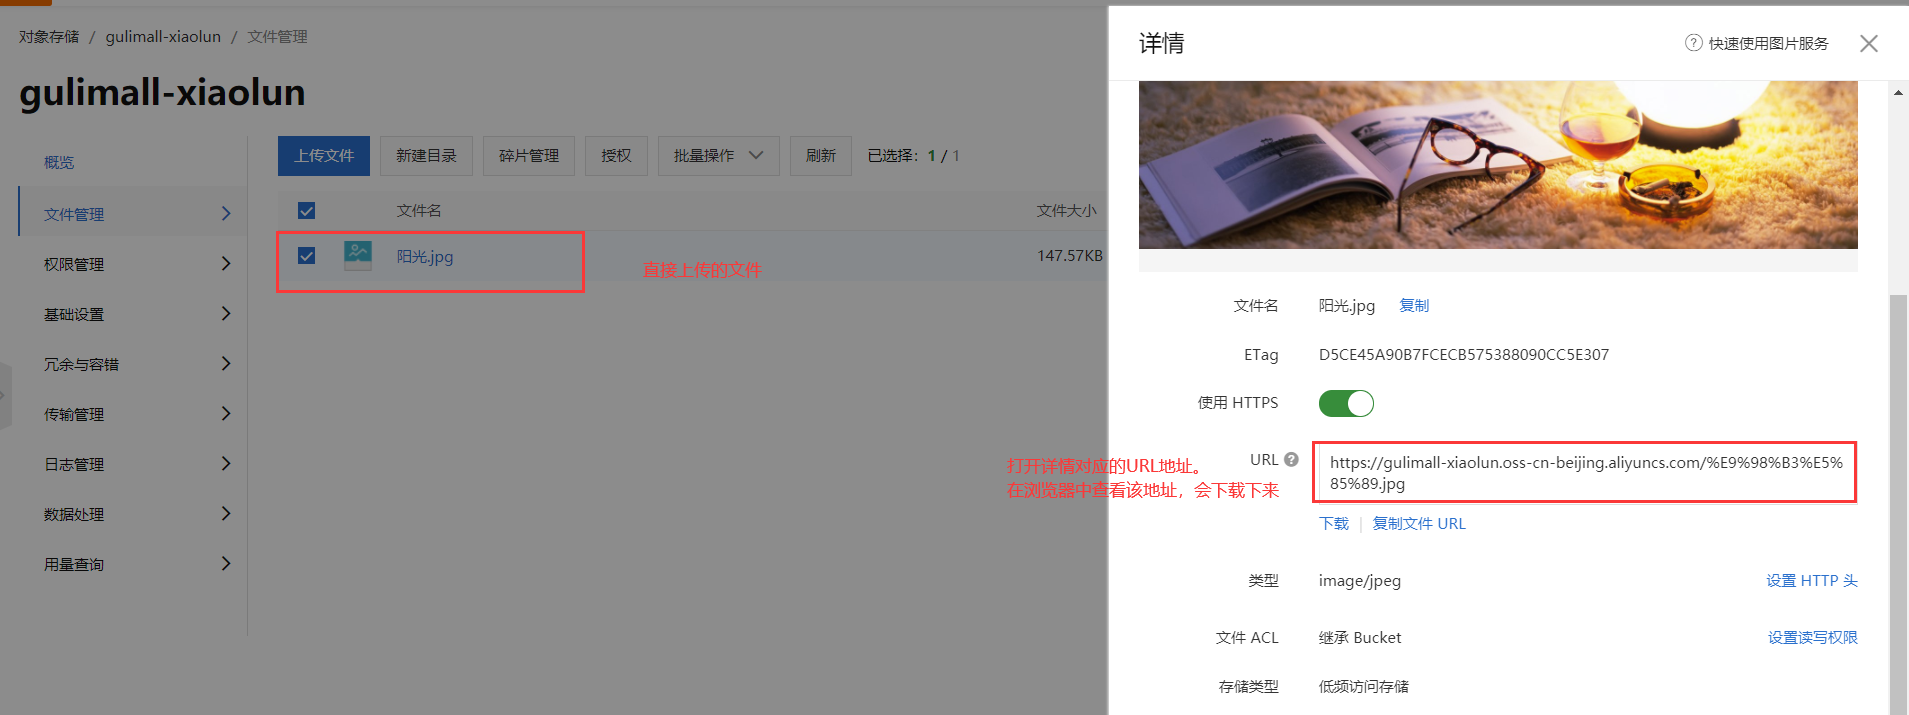 对象存储 / gulimall-xiaolun / 文件管理
gulimall-xiaolun
概览
文件管理
权限管理
基础设置
冗余与容错
传输管理
日志管理
数据处理
用量查询
上传文件 新建目录 碎片管理 授权 批量操作 刷新 已选择: 1 / 1
文件名 文件大小
阳光.jpg 147.57KB
直接上传的文件
打开详情对应的URL地址。
在浏览器中查看该地址，会下载下来
详情 快速使用图片服务
文件名 阳光.jpg 复制
ETag D5CE45A90B7FCECB575388090CC5E307
使用 HTTPS
URL https://gulimall-xiaolun.oss-cn-beijing.aliyuncs.com/%E9%98%B3%E5%
85%89.jpg
下载 | 复制文件 URL
类型 image/jpeg 设置 HTTP 头
文件 ACL 继承 Bucket 设置读写权限
存储类型 低频访问存储